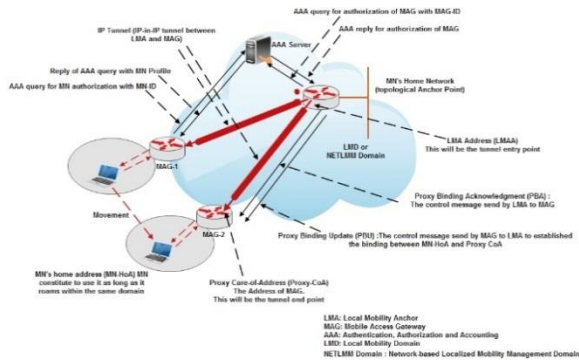 AAA query for authorization of MAG with MAG-ID
IP Tunnel (IP-in-IP tunnel between
LMA and MAG)
AAA reply for authorization of MAG
AAA Server
Reply of AAA query with MN Profile
AAA query for MN authorization with MN-ID
MN's Home Network
(topological Anchor Point)
LMA Address (LMAA)
This will be the tunnel entry point
LMD or
NETLMM Domain
MAG-1
Proxy Binding Acknowledgment (PBA) :
The control message send by LMA to MAG
Movement
MAG-2
Proxy Binding Update (PBU) :The control message send by MAG to LMA to established
the binding between MN-HoA and Proxy CoA
MN's home address (MN-HoA) MN
constitute to use it as long as it
roams within the same domain
Proxy Care-of-Address (Proxy-CoA)
The Address of MAG.
This will be the tunnel end point
LMA: Local Mobility Anchor
MAG: Mobile Access Gateway
AAA: Authentication, Authorization and Accounting
LMD: Local Mobility Domain
NETLMM Domain : Network-based Localized Mobility Management Domain